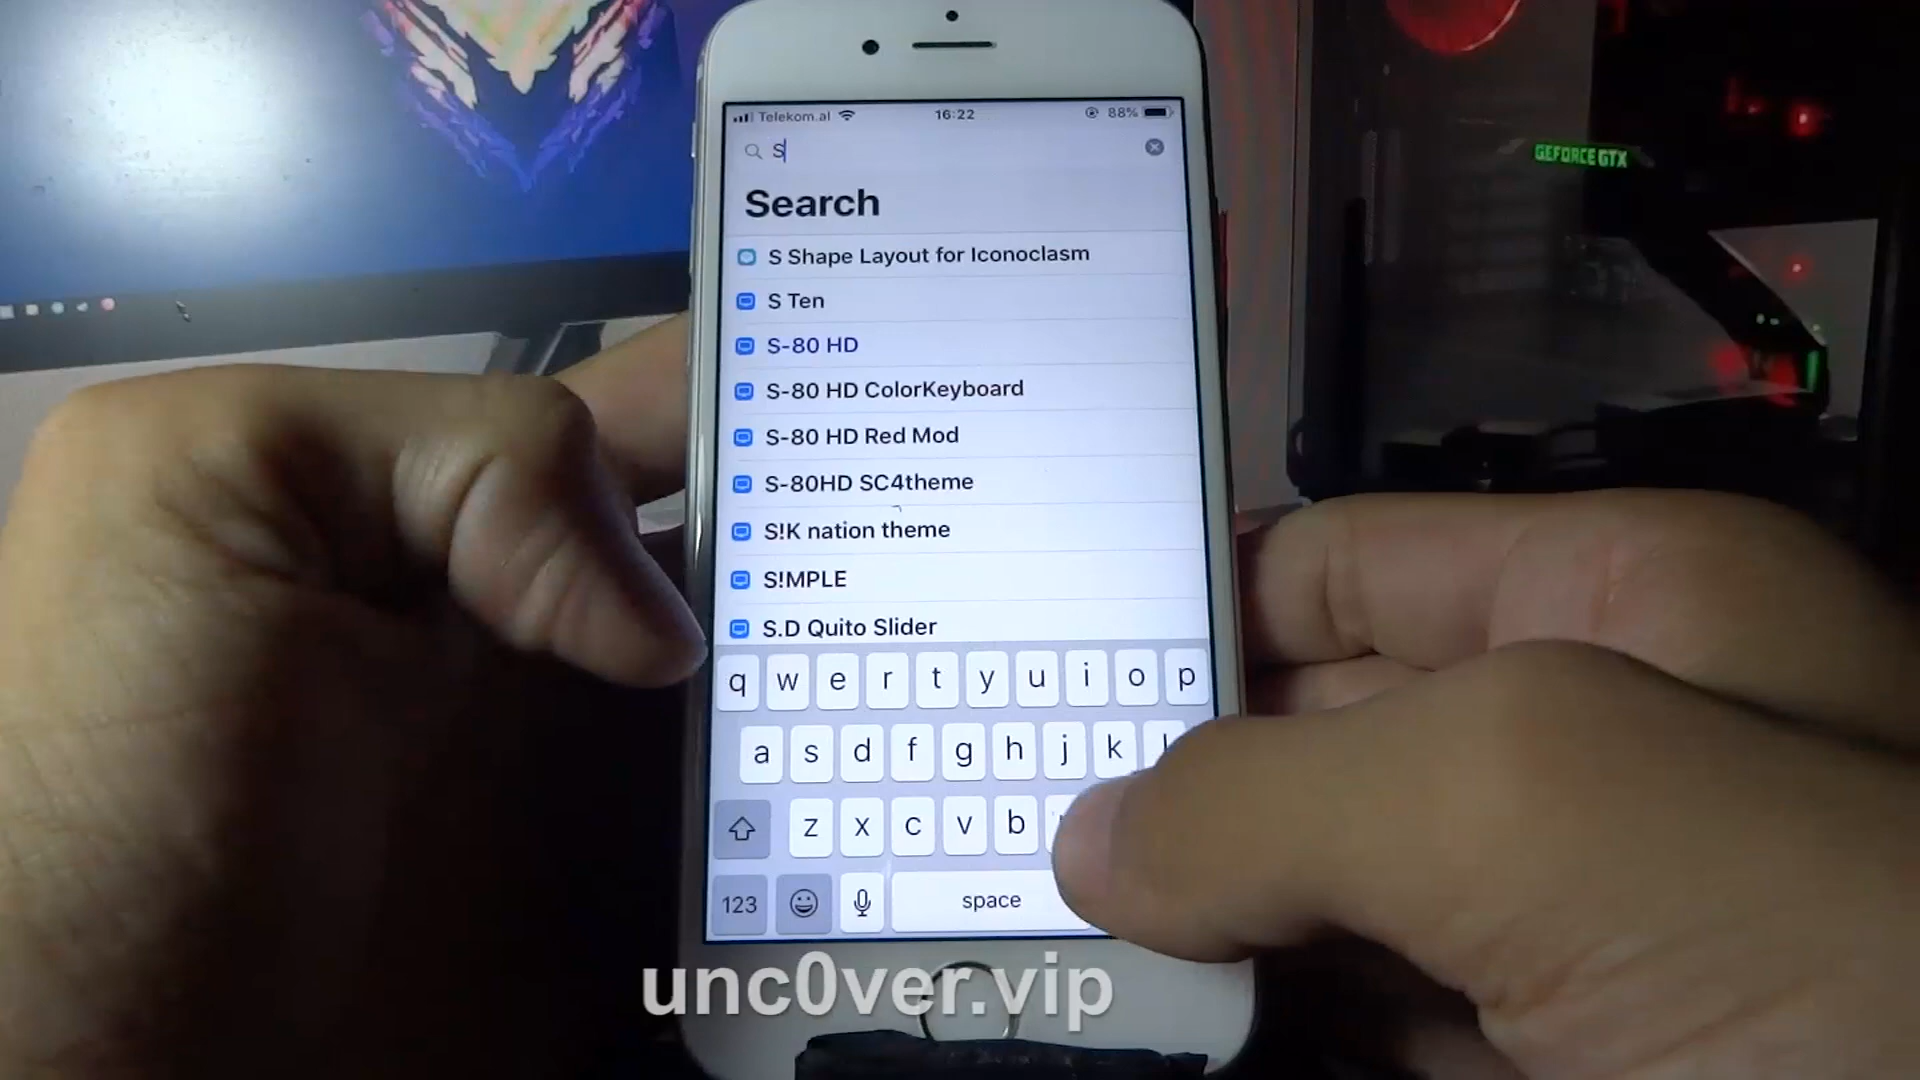 Telekom.al 16:22 88%
S
Search
S Shape Layout for Iconoclasm
S Ten
S-80 HD
S-80 HD ColorKeyboard
S-80 HD Red Mod
S-80HD SC4theme
S!K nation theme
S!MPLE
S.D Quito Slider
q w e r t y u i o p
a s d f g h j k
z x c v b
123 space
unc0ver.vip
GEFORCE GTX